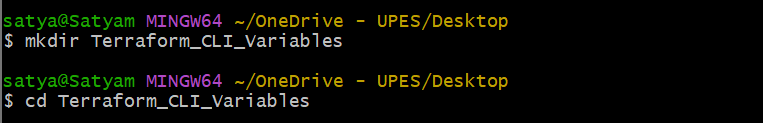 satya@Satyam MINGW64 ~/OneDrive - UPES/Desktop
$ mkdir Terraform_CLI_Variables
satya@Satyam MINGW64 ~/OneDrive - UPES/Desktop
$ cd Terraform_CLI_Variables